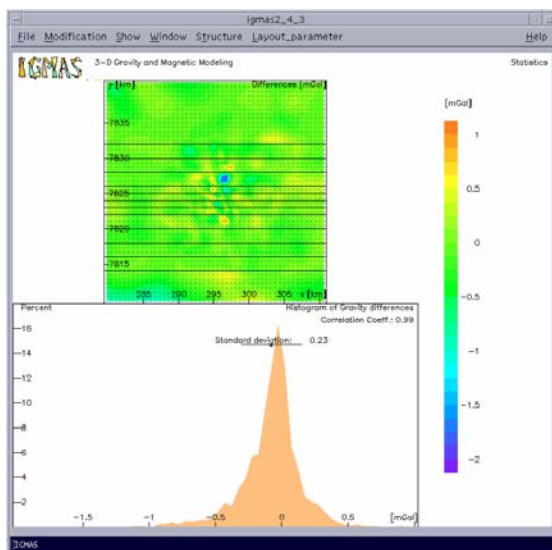 igmas2_4_3
File Modification Show Window Structure Layout_parameter Help
IGMAS 3-D Gravity and Magnetic Modeling Statistics
y [km] Differences [mGal]
[mGal]
7835
7830
7825
7820
7815
285 290 295 300 305 x [km]
1
0.5
0
-0.5
-1
-1.5
-2
Percent Histogram of Gravity differences
Correlation Coeff.: 0.99
Standard deviation: 0.23
16
14
12
10
8
6
4
2
-1.5 -1 -0.5 0 0.5 [mGal]
IGMAS